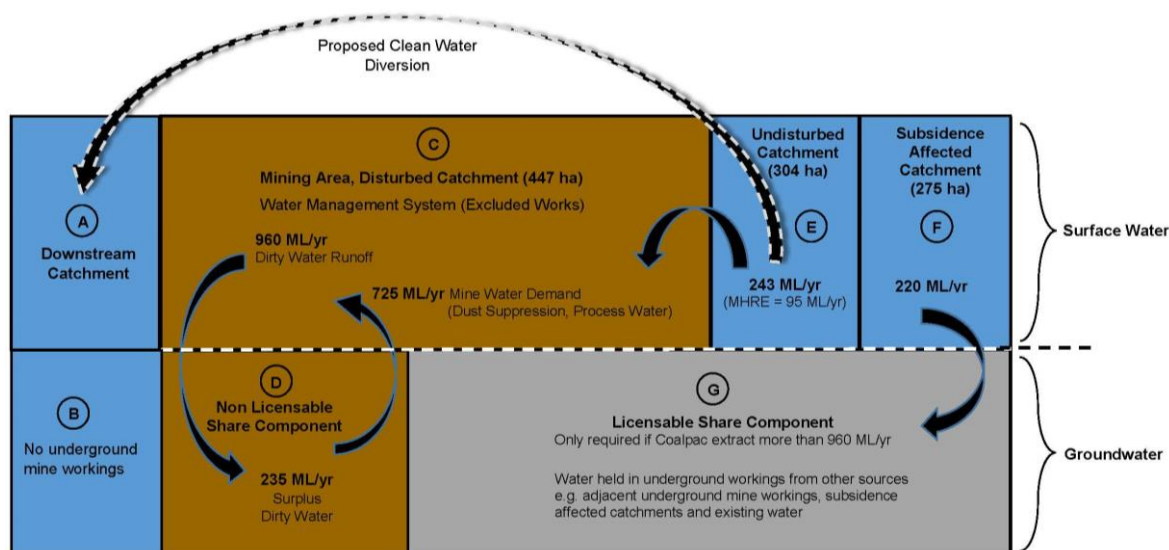 Proposed Clean Water
Diversion
A
Downstream
Catchment
C
Mining Area, Disturbed Catchment (447 ha)
Water Management System (Excluded Works)
960 ML/yr
Dirty Water Runoff
725 ML/yr Mine Water Demand
(Dust Suppression, Process Water)
Undisturbed
Catchment
(304 ha)
E
243 ML/yr
(MHRE = 95 ML/yr)
Subsidence
Affected
Catchment
(275 ha)
F
220 ML/vr
Surface Water
B
No underground
mine workings
D
Non Licensable
Share Component
235 ML/yr
Surplus
Dirty Water
G
Licensable Share Component
Only required if Coalpac extract more than 960 ML/yr
Water held in underground workings from other sources
e.g. adjacent underground mine workings, subsidence
affected catchments and existing water
Groundwater